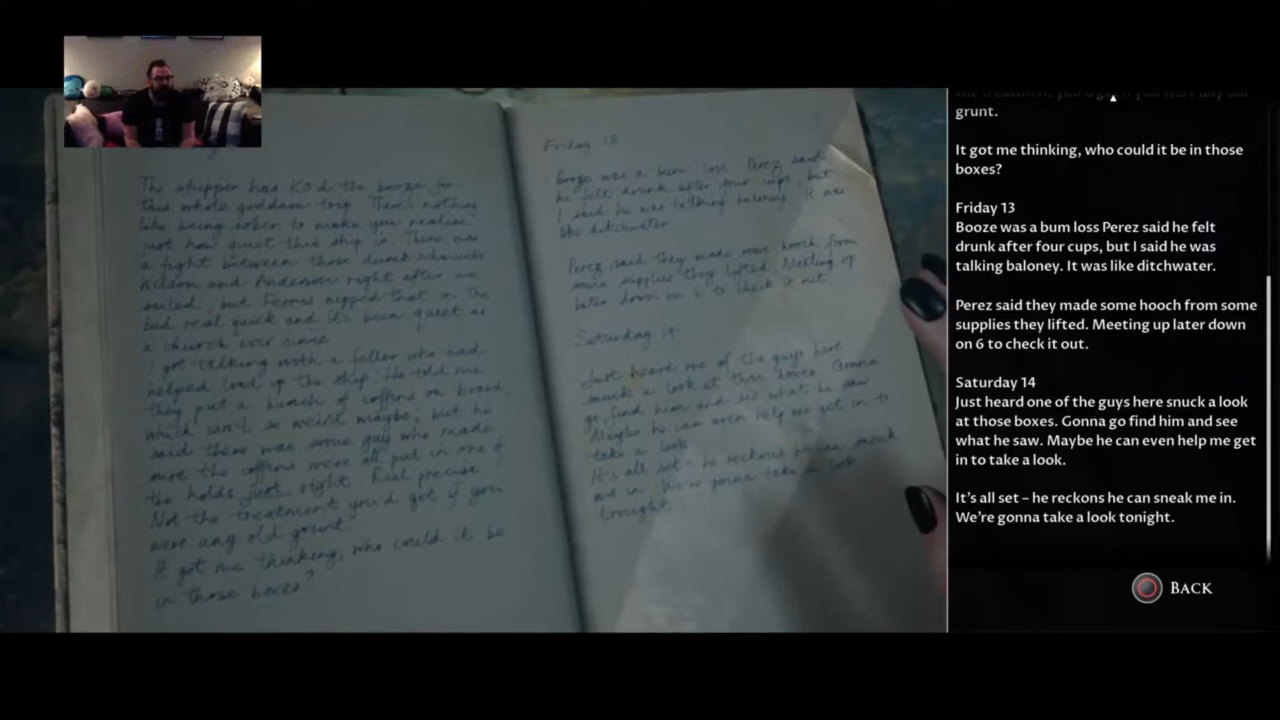 The skipper has K.O.d the booze for
this whole goddam trip. There's nothing
like being sober to make you realise
just how quiet this ship is. There was
a fight between those dumb
Wilson and Anderson right after we
sailed, but Ferris nipped that in the
bud real quick and it's been quiet as
a church ever since.
I got talking with a feller who had
helped load up the ship. He told me
they put a bunch of coffins on board
which isn't so weird maybe, but he
said there was some guy who made
sure the coffins were all put in one of
the holds just right. Real precise.
Not the treatment you'd get if you
were any old grunt.
It got me thinking, who could it be
in those boxes?
Friday 13
Booze was a bum loss Perez said
he felt drunk after four cups, but
I said he was talking baloney. It was
like ditchwater
Perez said they made some hooch from
some supplies they lifted. Meeting up
later down on 6 to check it out
Saturday 14
Just heard one of the guys here
snuck a look at those boxes. Gonna
go find him and see what he saw
Maybe he can even help me get in to
take a look
It's all set - he reckons he can sneak
me in. We're gonna take a look
tonight.
grunt.
It got me thinking, who could it be in those
boxes?
Friday 13
Booze was a bum loss Perez said he felt
drunk after four cups, but I said he was
talking baloney. It was like ditchwater.
Perez said they made some hooch from some
supplies they lifted. Meeting up later down
on 6 to check it out.
Saturday 14
Just heard one of the guys here snuck a look
at those boxes. Gonna go find him and see
what he saw. Maybe he can even help me get
in to take a look.
It's all set – he reckons he can sneak me in.
We're gonna take a look tonight.
BACK